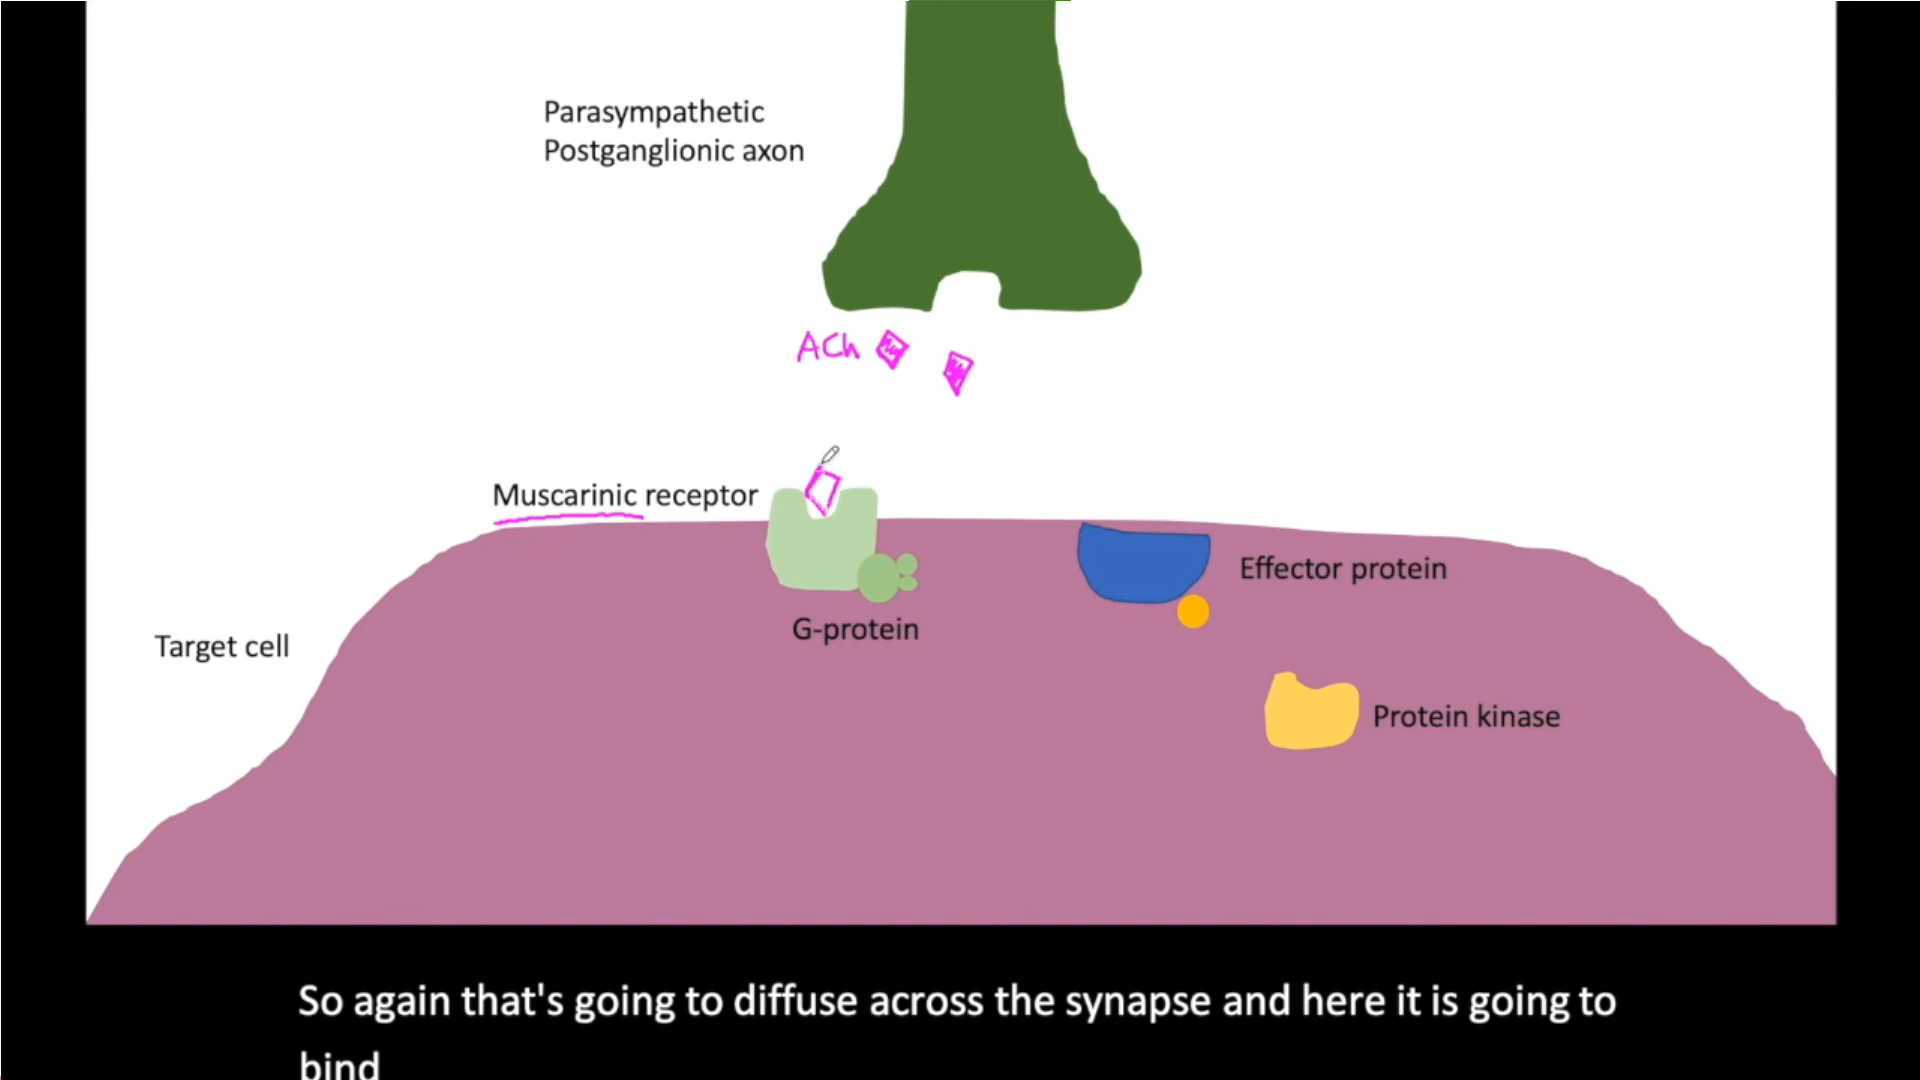 Parasympathetic
Postganglionic axon
ACh
Muscarinic receptor
Effector protein
G-protein
Target cell
Protein kinase
So again that's going to diffuse across the synapse and here it is going to
bind